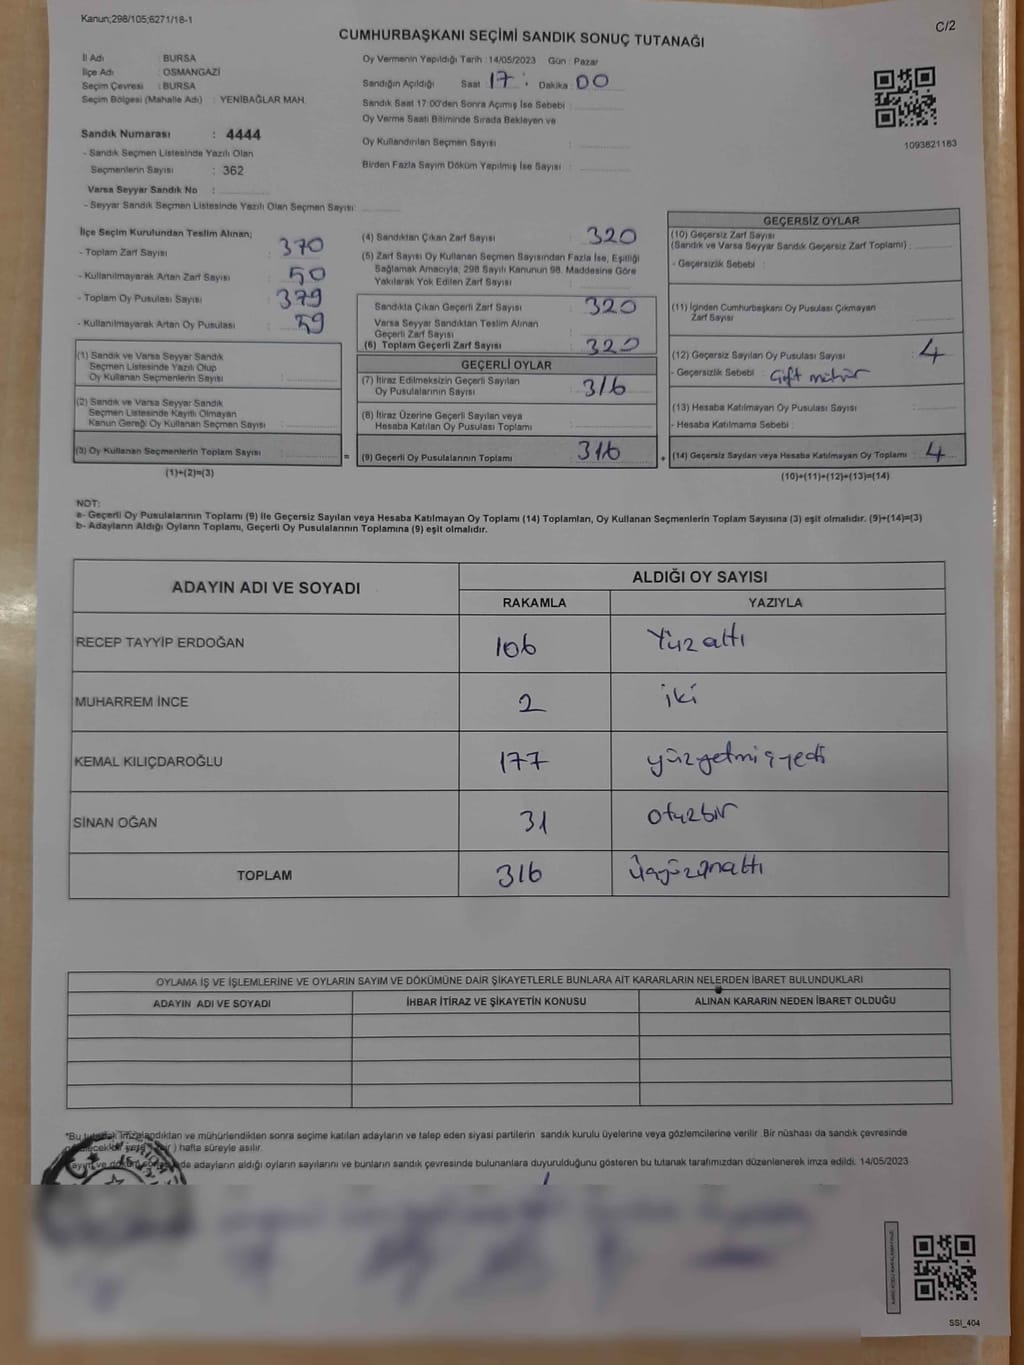 Kanun;298/105;6271/18-1
C/2
CUMHURBAŞKANI SEÇİMİ SANDIK SONUÇ TUTANAĞI
İl Adı : BURSA
İlçe Adı : OSMANGAZİ
Seçim Çevresi : BURSA
Seçim Bölgesi (Mahalle Adı) : YENİBAĞLAR MAH.
Sandık Numarası : 4444
- Sandık Seçmen Listesinde Yazılı Olan
Seçmenlerin Sayısı : 362
Varsa Seyyar Sandık No :
- Seyyar Sandık Seçmen Listesinde Yazılı Olan Seçmen Sayısı:
Oy Vermenin Yapıldığı Tarih : 14/05/2023 Gün : Pazar
Sandığın Açıldığı Saat 17 : Dakika : 00
Sandık Saat 17:00'den Sonra Açımış İse Sebebi :
Oy Verme Saati Bitiminde Sırada Bekleyen ve
Oy Kullandırılan Seçmen Sayısı :
Birden Fazla Sayım Döküm Yapılmış İse Sayısı :
1093821163
İlçe Seçim Kurulundan Teslim Alınan;
- Toplam Zarf Sayısı : 370
- Kullanılmayarak Artan Zarf Sayısı : 50
- Toplam Oy Pusulası Sayısı : 379
- Kullanılmayarak Artan Oy Pusulası : 59
(1) Sandık ve Varsa Seyyar Sandık
Seçmen Listesinde Yazılı Olup
Oy Kullanan Seçmenlerin Sayısı :
(2) Sandık ve Varsa Seyyar Sandık
Seçmen Listesinde Kayıtlı Olmayan
Kanun Gereği Oy Kullanan Seçmen Sayısı :
(3) Oy Kullanan Seçmenlerin Toplam Sayısı :
(1)+(2)=(3)
=
(4) Sandıktan Çıkan Zarf Sayısı : 320
(5) Zarf Sayısı Oy Kullanan Seçmen Sayısından Fazla İse, Eşitliği
Sağlamak Amacıyla, 298 Sayılı Kanunun 98. Maddesine Göre
Yakılarak Yok Edilen Zarf Sayısı :
Sandıkta Çıkan Geçerli Zarf Sayısı : 320
Varsa Seyyar Sandıktan Teslim Alınan
Geçerli Zarf Sayısı :
(6) Toplam Geçerli Zarf Sayısı : 320
GEÇERLİ OYLAR
(7) İtiraz Edilmeksizin Geçerli Sayılan
Oy Pusulalarının Sayısı : 316
(8) İtiraz Üzerine Geçerli Sayılan veya
Hesaba Katılan Oy Pusulası Toplamı :
(9) Geçerli Oy Pusulalarının Toplamı : 316
+
GEÇERSİZ OYLAR
(10) Geçersiz Zarf Sayısı
(Sandık ve Varsa Seyyar Sandık Geçersiz Zarf Toplamı) :
- Geçersizlik Sebebi :
(11) İçinden Cumhurbaşkanı Oy Pusulası Çıkmayan
Zarf Sayısı :
(12) Geçersiz Sayılan Oy Pusulası Sayısı : 4
- Geçersizlik Sebebi : Çift mühür
(13) Hesaba Katılmayan Oy Pusulası Sayısı :
- Hesaba Katılmama Sebebi :
(14) Geçersiz Sayılan veya Hesaba Katılmayan Oy Toplamı : 4
(10)+(11)+(12)+(13)=(14)
NOT:
a- Geçerli Oy Pusulalarının Toplamı (9) ile Geçersiz Sayılan veya Hesaba Katılmayan Oy Toplamı (14) Toplamları, Oy Kullanan Seçmenlerin Toplam Sayısına (3) eşit olmalıdır. (9)+(14)=(3)
b- Adayların Aldığı Oyların Toplamı, Geçerli Oy Pusulalarının Toplamına (9) eşit olmalıdır.
ADAYIN ADI VE SOYADI
ALDIĞI OY SAYISI
RAKAMLA YAZIYLA
RECEP TAYYİP ERDOĞAN 106 Yüzaltı
MUHARREM İNCE 2 iki
KEMAL KILIÇDAROĞLU 177 yüzyetmişyedi
SİNAN OĞAN 31 otuzbir
TOPLAM 316 Üçyüzonaltı
OYLAMA İŞ VE İŞLEMLERİNE VE OYLARIN SAYIM VE DÖKÜMÜNE DAİR ŞİKAYETLERLE BUNLARA AİT KARARLARIN NELERDEN İBARET BULUNDUKLARI
ADAYIN ADI VE SOYADI İHBAR İTİRAZ VE ŞİKAYETİN KONUSU ALINAN KARARIN NEDEN İBARET OLDUĞU
*Bu tutanak imzalandıktan ve mühürlendikten sonra seçime katılan adayların ve talep eden siyasi partilerin sandık kurulu üyelerine veya gözlemcilerine verilir. Bir nüshası da sandık çevresinde
hafta süreyle asılır.
adayların aldığı oyların sayılarını ve bunların sandık çevresinde bulunanlara duyurulduğunu gösteren bu tutanak tarafımızdan düzenlenerek imza edildi. 14/05/2023
SSI_404